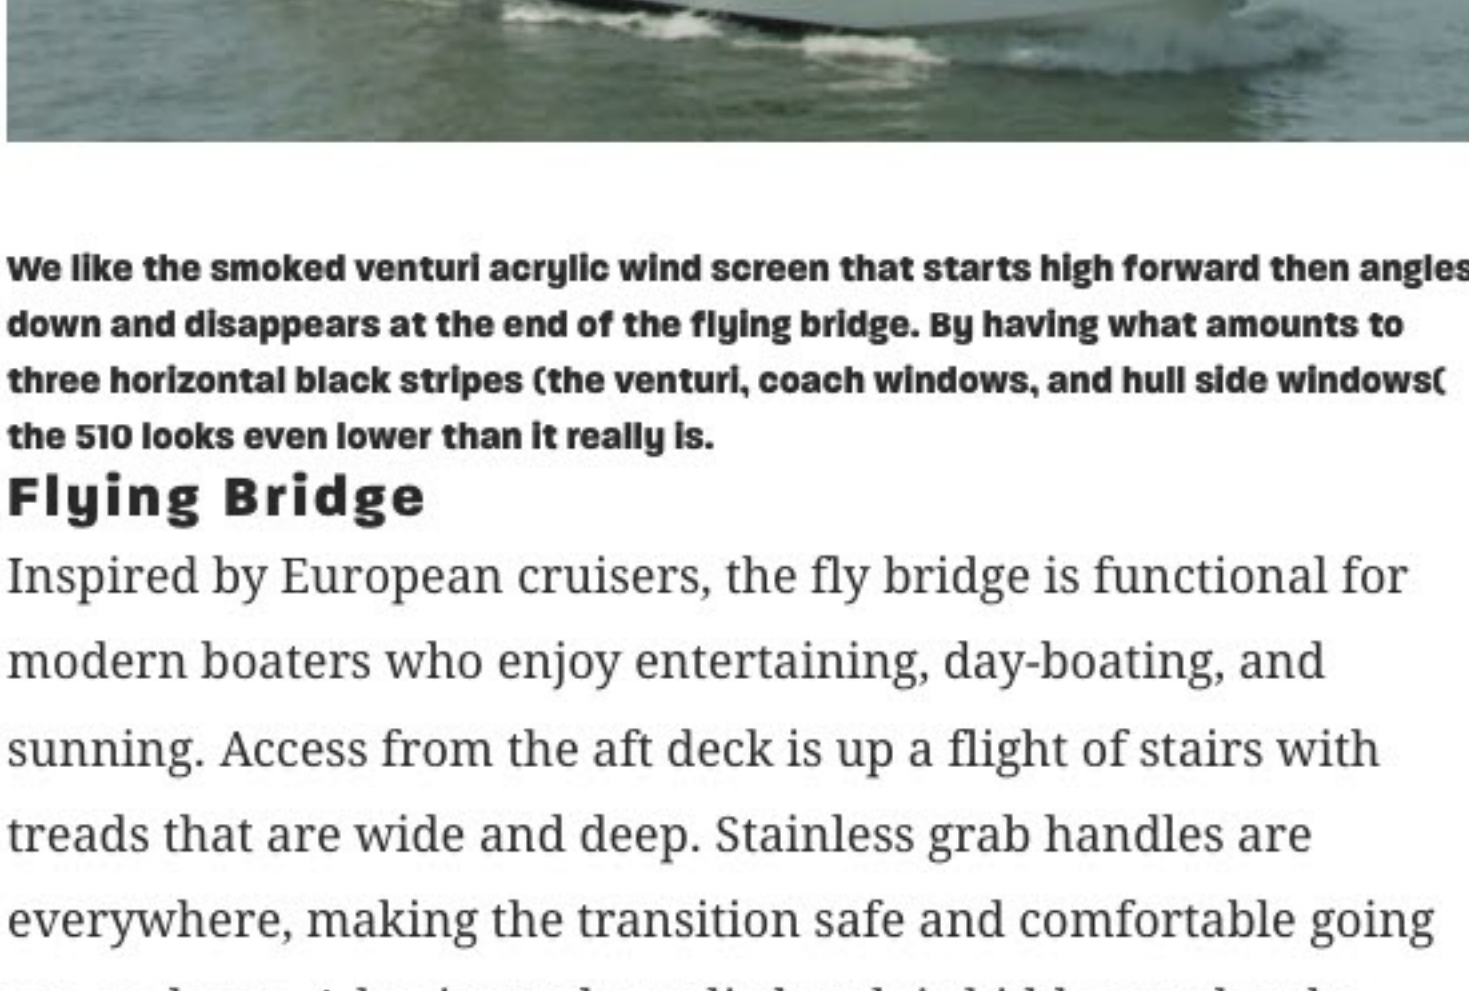 We like the smoked venturi acrylic wind screen that starts high forward then angles
down and disappears at the end of the flying bridge. By having what amounts to
three horizontal black stripes (the venturi, coach windows, and hull side windows(
the 510 looks even lower than it really is.
Flying Bridge
Inspired by European cruisers, the fly bridge is functional for
modern boaters who enjoy entertaining, day-boating, and
sunning. Access from the aft deck is up a flight of stairs with
treads that are wide and deep. Stainless grab handles are
everywhere, making the transition safe and comfortable going